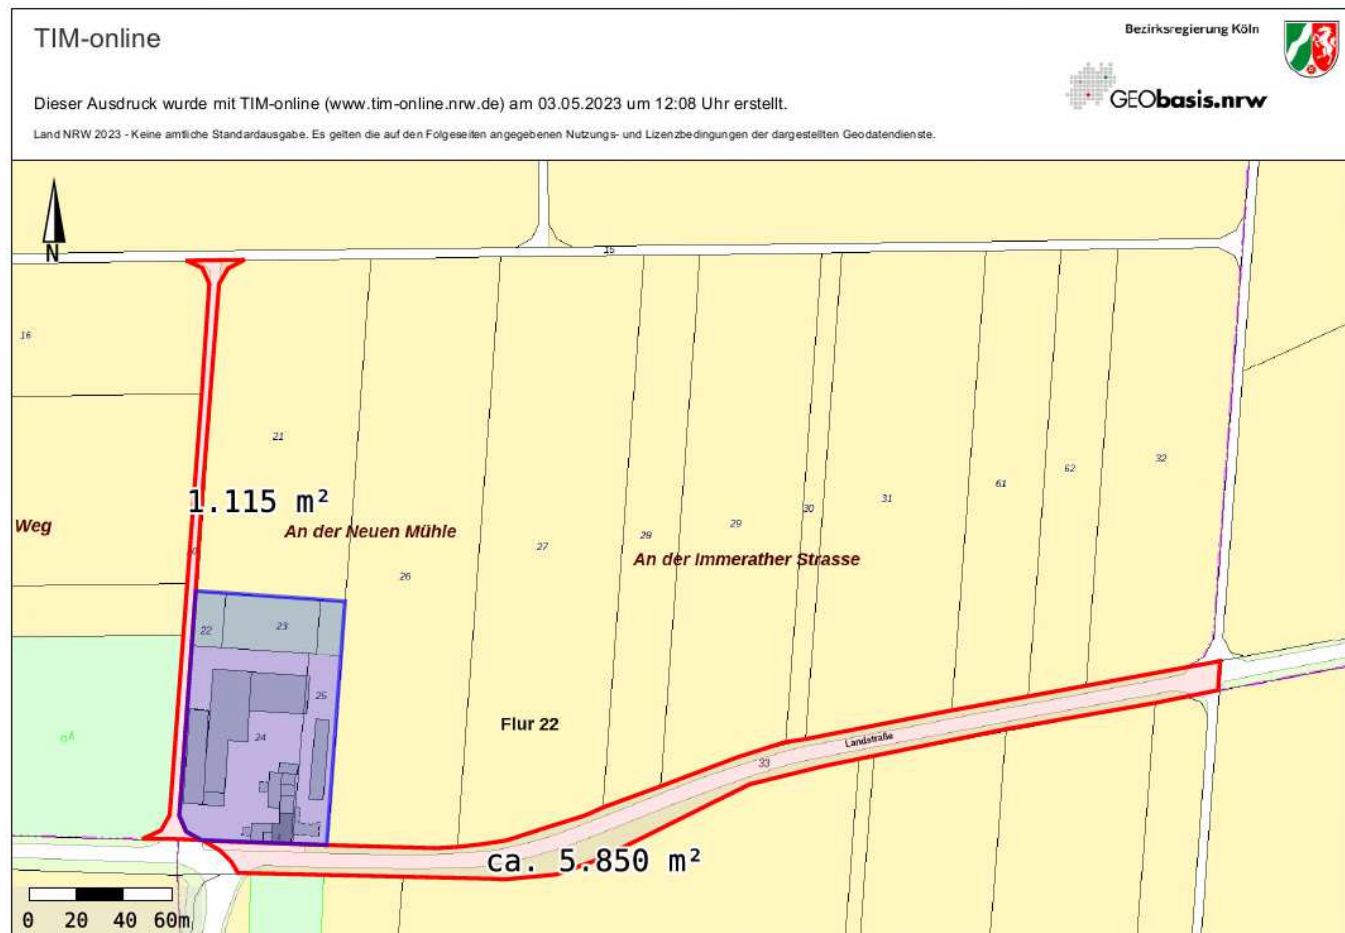 TIM-online
Bezirksregierung Köln
Dieser Ausdruck wurde mit TIM-online (www.tim-online.nrw.de) am 03.05.2023 um 12:08 Uhr erstellt.
GEObasis.nrw
Land NRW 2023 - Keine amtliche Standardausgabe. Es gelten die auf den Folgeseiten angegebenen Nutzungs- und Lizenzbedingungen der dargestellten Geodatendienste.
N
15
16
21
32
62
61
31
1.115 m²
30
29
Weg
An der Neuen Mühle
28
27
An der Immerather Strasse
26
22
23
25
Flur 22
24
Landstraße
33
ca. 5.850 m²
0 20 40 60m